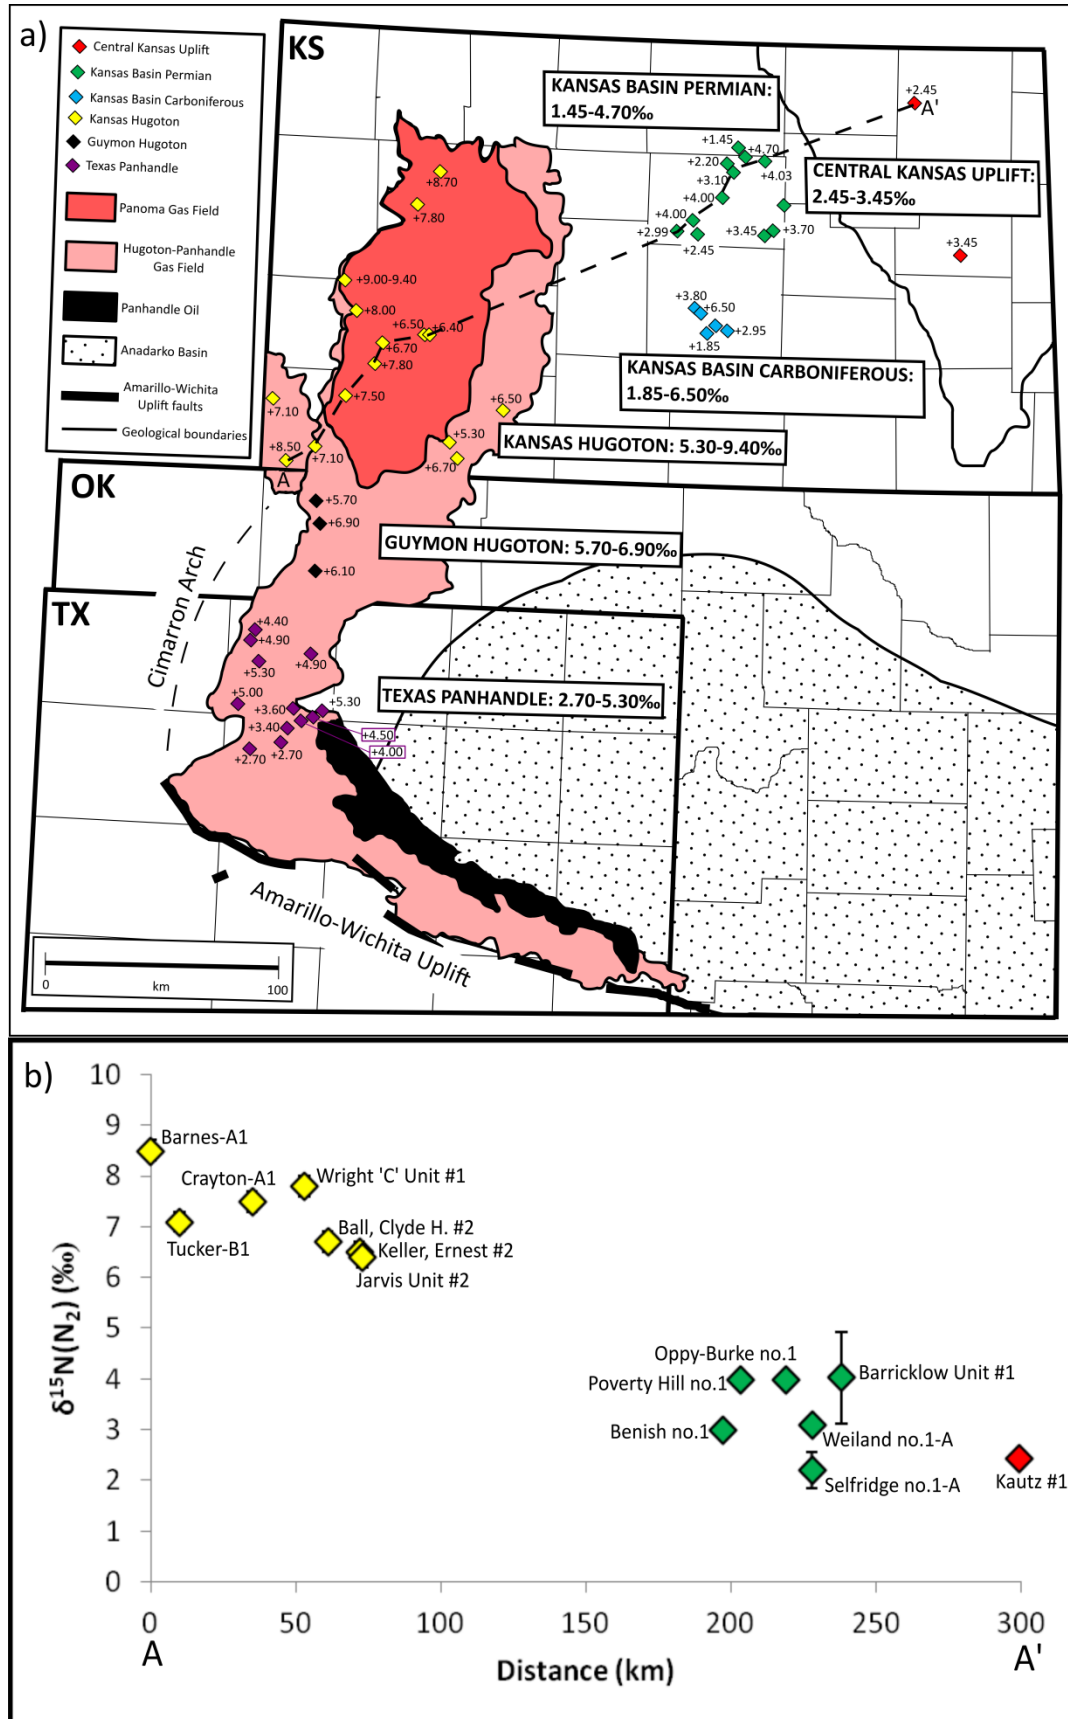 a)
Central Kansas Uplift
Kansas Basin Permian
Kansas Basin Carboniferous
Kansas Hugoton
Guymon Hugoton
Texas Panhandle
Panoma Gas Field
Hugoton-Panhandle
Gas Field
Panhandle Oil
Anadarko Basin
Amarillo-Wichita
Uplift faults
Geological boundaries
KS
KANSAS BASIN PERMIAN:
1.45-4.70‰
+2.45
A'
+1.45
+4.70
+2.20
+4.03
+3.10
CENTRAL KANSAS UPLIFT:
2.45-3.45‰
+8.70
+7.80
+4.00
+4.00
+2.99
+2.45
+3.45
+3.70
+3.45
+9.00-9.40
+8.00
+6.50
+6.40
+6.70
+7.80
+7.50
+3.80
+6.50
+2.95
+1.85
KANSAS BASIN CARBONIFEROUS:
1.85-6.50‰
+7.10
+6.50
+5.30
KANSAS HUGOTON: 5.30-9.40‰
+8.50
+7.10
+6.70
A
OK
+5.70
+6.90
GUYMON HUGOTON: 5.70-6.90‰
+6.10
TX
Cimarron Arch
+4.40
+4.90
+4.90
+5.30
+5.00
+3.60
+5.30
TEXAS PANHANDLE: 2.70-5.30‰
+3.40
+4.50
+4.00
+2.70
+2.70
Amarillo-Wichita Uplift
0
km
100
b)
10
9
8
7
6
5
4
3
2
1
0
δ15N(N2) (‰)
Barnes-A1
Crayton-A1
Wright 'C' Unit #1
Tucker-B1
Ball, Clyde H. #2
Keller, Ernest #2
Jarvis Unit #2
Oppy-Burke no.1
Poverty Hill no.1
Barricklow Unit #1
Benish no.1
Weiland no.1-A
Selfridge no.1-A
Kautz #1
0
50
100
150
200
250
300
A
Distance (km)
A'